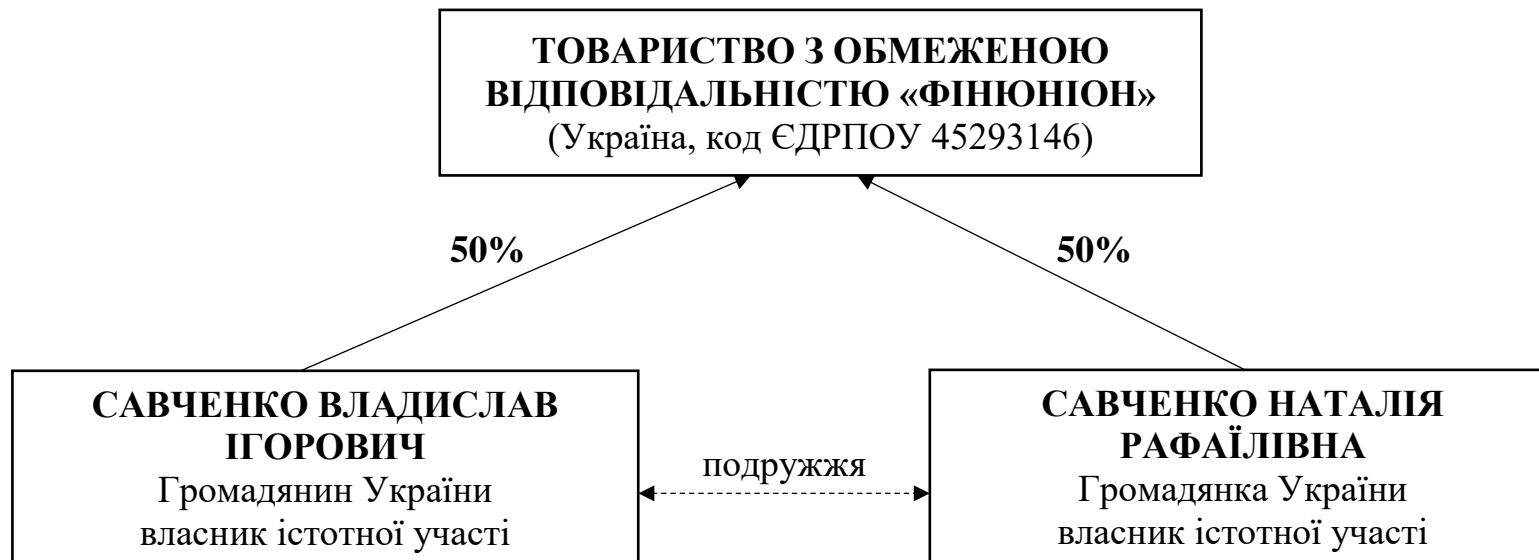 ТОВАРИСТВО З ОБМЕЖЕНОЮ
ВІДПОВІДАЛЬНІСТЮ «ФІНЮНІОН»
(Україна, код ЄДРПОУ 45293146)
50%
50%
САВЧЕНКО ВЛАДИСЛАВ
ІГОРОВИЧ
Громадянин України
власник істотної участі
подружжя
САВЧЕНКО НАТАЛІЯ
РАФАЇЛІВНА
Громадянка України
власник істотної участі